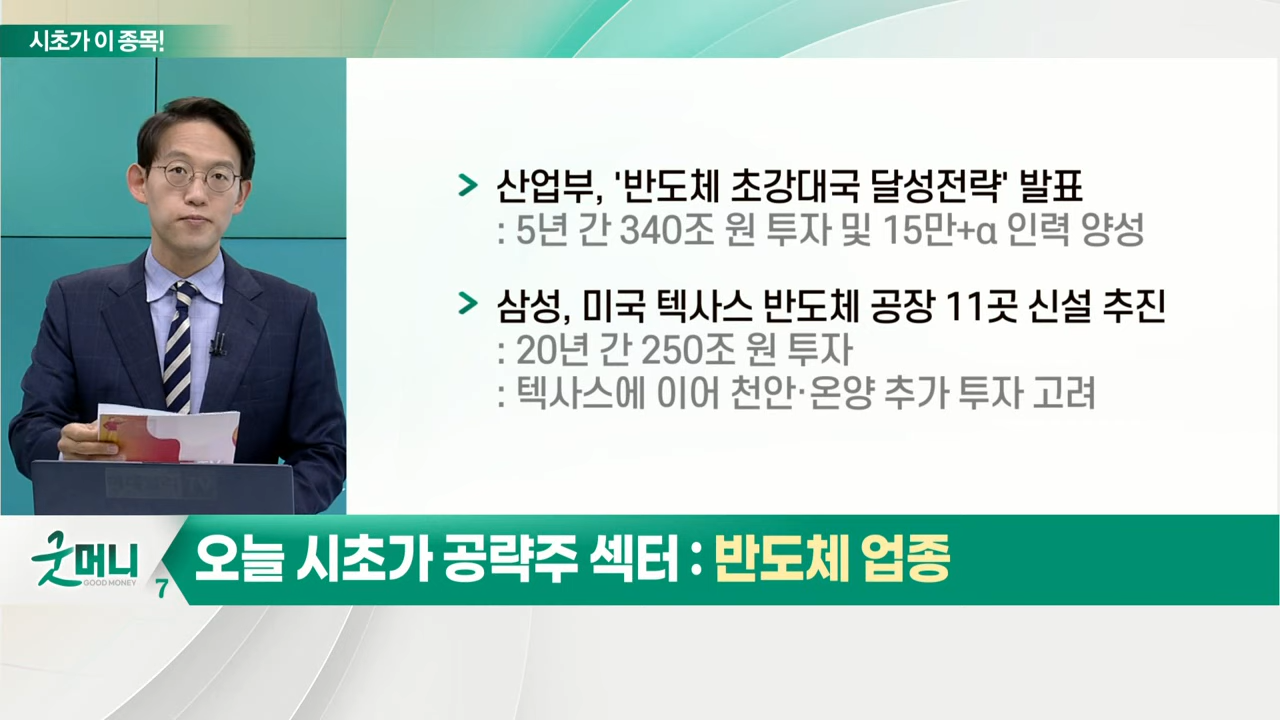 시초가 이 종목!
> 산업부, '반도체 초강대국 달성전략' 발표
: 5년 간 340조 원 투자 및 15만+α 인력 양성
> 삼성, 미국 텍사스 반도체 공장 11곳 신설 추진
: 20년 간 250조 원 투자
: 텍사스에 이어 천안·온양 추가 투자 고려
굿머니
GOOD MONEY
7
오늘 시초가 공략주 섹터 : 반도체 업종